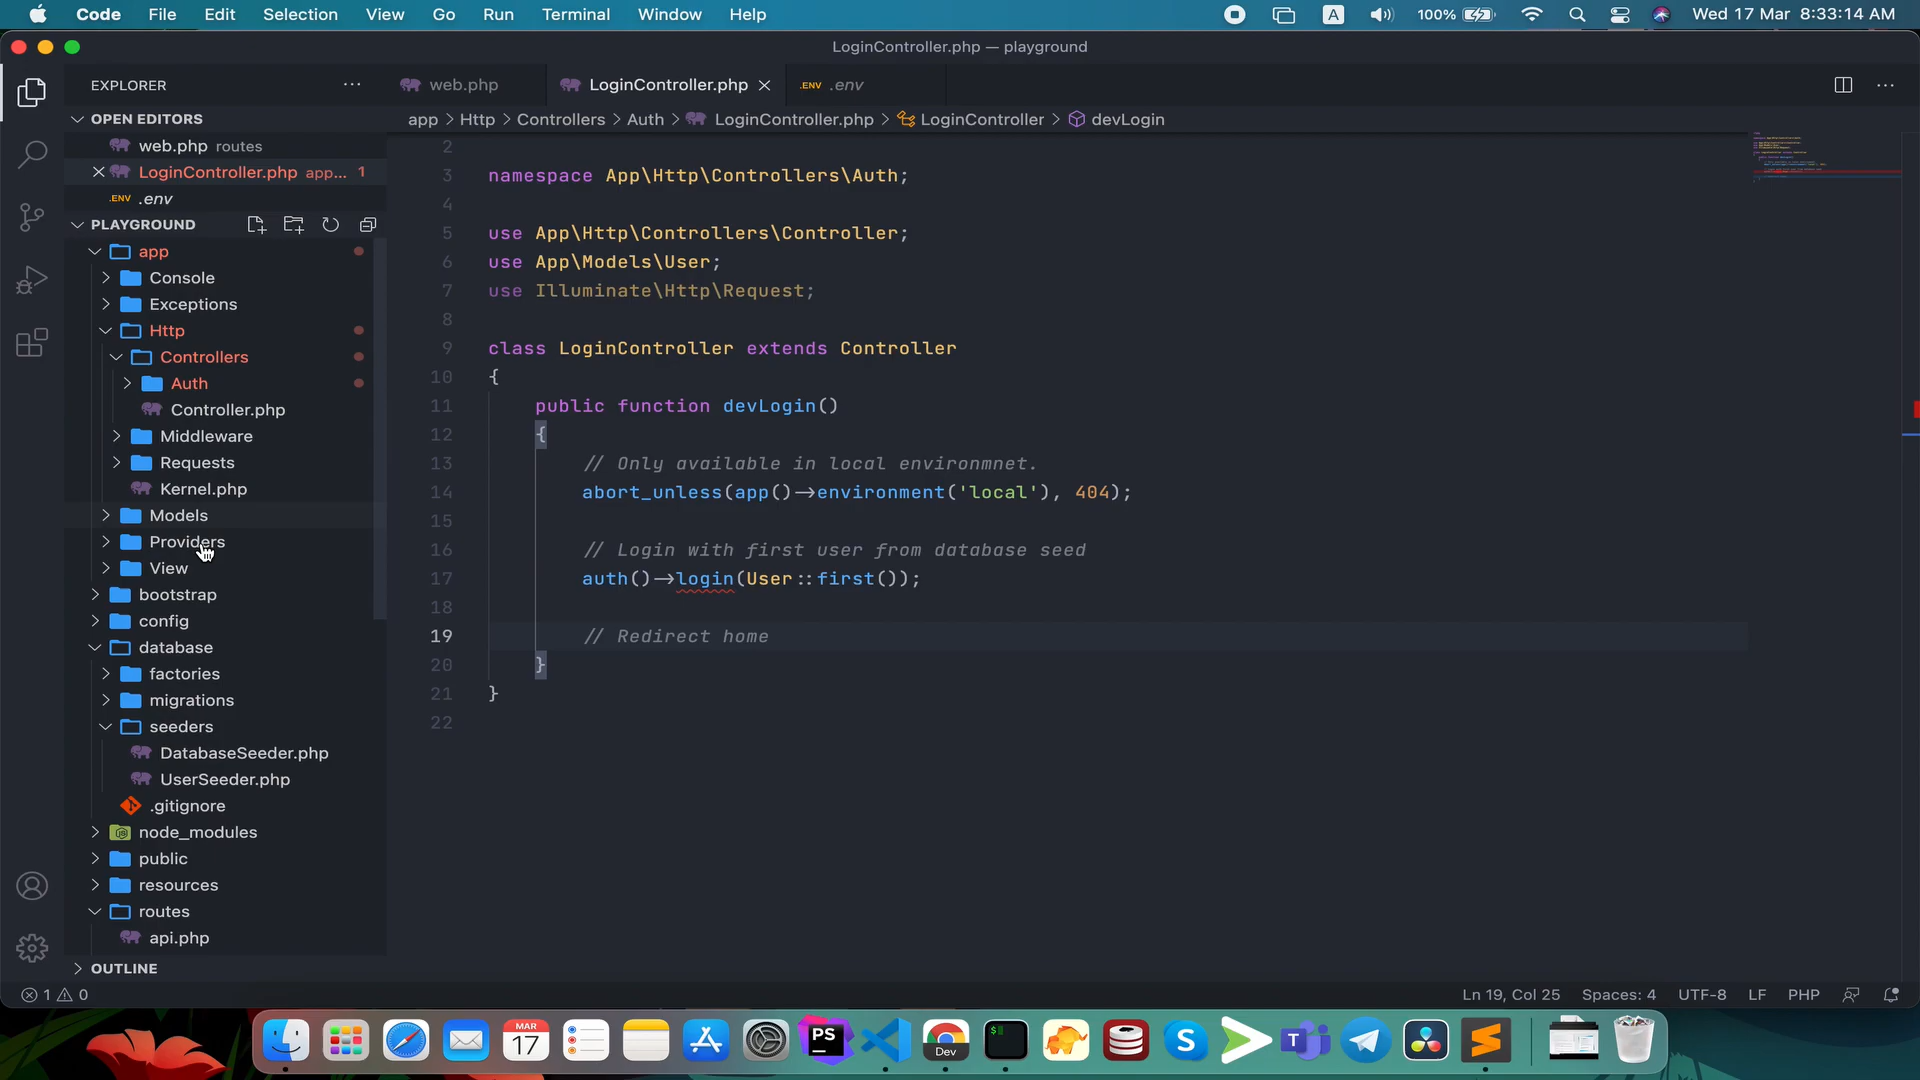 Code File Edit Selection View Go Run Terminal Window Help A 100% Wed 17 Mar 8:33:14 AM
LoginController.php — playground
EXPLORER
web.php LoginController.php .ENV .env
OPEN EDITORS
app > Http > Controllers > Auth > LoginController.php > LoginController > devLogin
web.php routes
LoginController.php app... 1
.ENV .env
PLAYGROUND
app
Console
Exceptions
Http
Controllers
Auth
Controller.php
Middleware
Requests
Kernel.php
Models
Providers
View
bootstrap
config
database
factories
migrations
seeders
DatabaseSeeder.php
UserSeeder.php
.gitignore
node_modules
public
resources
routes
api.php
OUTLINE
2
3 namespace App\Http\Controllers\Auth;
4
5 use App\Http\Controllers\Controller;
6 use App\Models\User;
7 use Illuminate\Http\Request;
8
9 class LoginController extends Controller
10 {
11 public function devLogin()
12 {
13 // Only available in local environmnet.
14 abort_unless(app()->environment('local'), 404);
15
16 // Login with first user from database seed
17 auth()->login(User::first());
18
19 // Redirect home
20 }
21 }
22
1 0 Ln 19, Col 25 Spaces: 4 UTF-8 LF PHP
MAR
17
PS
Dev
$
S
T